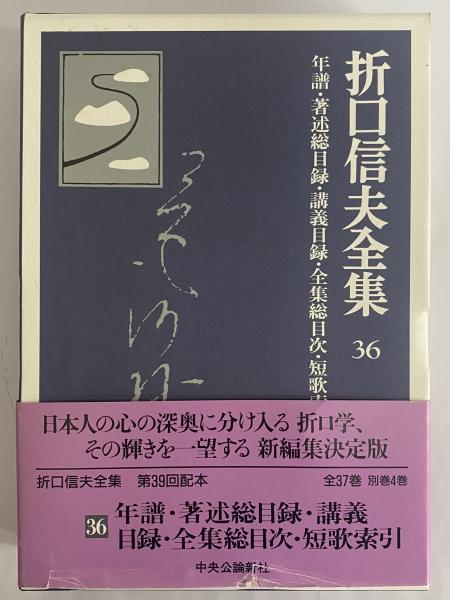 折口信夫全集
36
年譜・著述総目録・講義目録・全集総目次・短歌索
日本人の心の深奥に分け入る 折口学、
その輝きを一望する 新編集決定版
折口信夫全集 第39回配本 全37巻 別巻4巻
36 年譜・著述総目録・講義
目録・全集総目次・短歌索引
中央公論新社